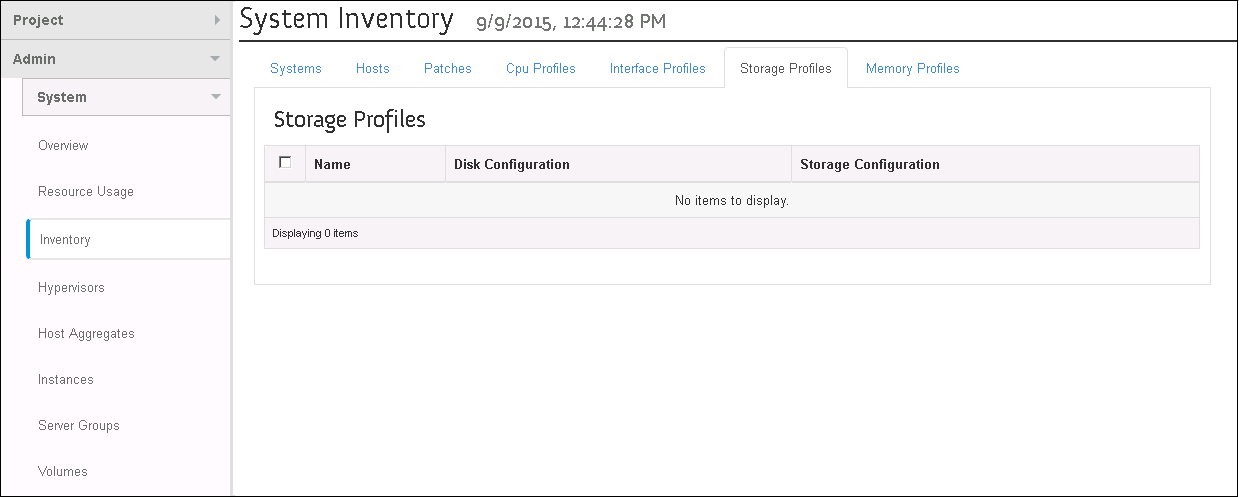 Project
Admin
System
Overview
Resource Usage
Inventory
Hypervisors
Host Aggregates
Instances
Server Groups
Volumes
System Inventory 9/9/2015, 12:44:28 PM
Systems Hosts Patches Cpu Profiles Interface Profiles Storage Profiles Memory Profiles
Storage Profiles
Name Disk Configuration Storage Configuration
No items to display.
Displaying 0 items